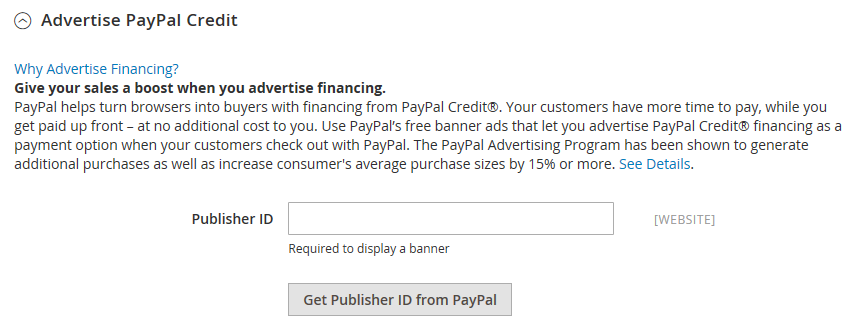 Advertise PayPal Credit
Why Advertise Financing?
Give your sales a boost when you advertise financing.
PayPal helps turn browsers into buyers with financing from PayPal Credit®. Your customers have more time to pay, while you
get paid up front – at no additional cost to you. Use PayPal’s free banner ads that let you advertise PayPal Credit® financing as a
payment option when your customers check out with PayPal. The PayPal Advertising Program has been shown to generate
additional purchases as well as increase consumer's average purchase sizes by 15% or more. See Details.
Publisher ID [WEBSITE]
Required to display a banner
Get Publisher ID from PayPal